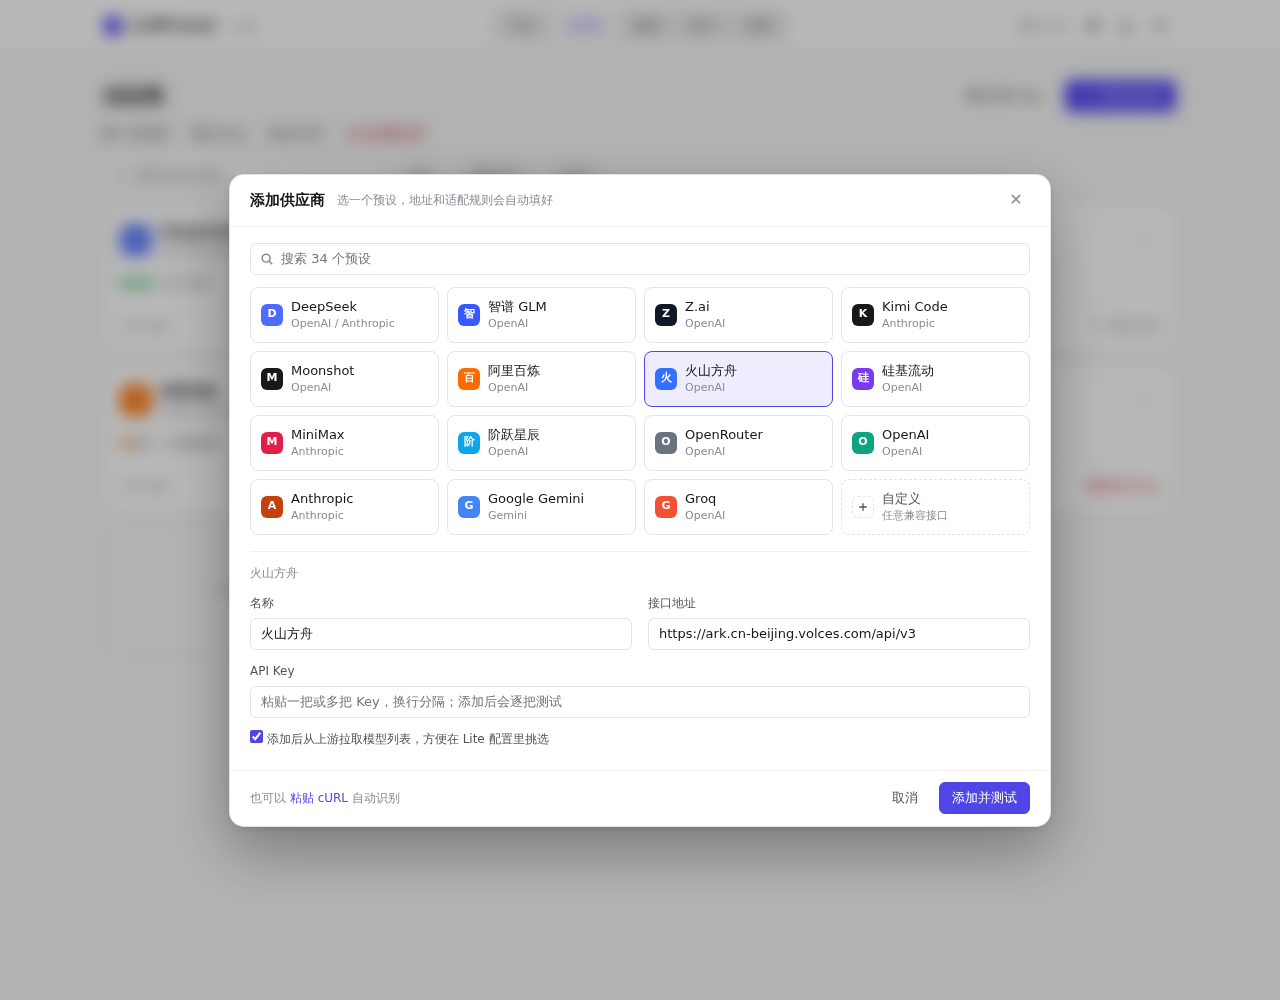 添加供应商 选一个预设，地址和适配规则会自动填好 ✕
搜索 34 个预设
D DeepSeek
OpenAI / Anthropic
智 智谱 GLM
OpenAI
Z Z.ai
OpenAI
K Kimi Code
Anthropic
M Moonshot
OpenAI
百 阿里百炼
OpenAI
火 火山方舟
OpenAI
硅 硅基流动
OpenAI
M MiniMax
Anthropic
阶 阶跃星辰
OpenAI
O OpenRouter
OpenAI
O OpenAI
OpenAI
A Anthropic
Anthropic
G Google Gemini
Gemini
G Groq
OpenAI
+ 自定义
任意兼容接口
火山方舟
名称
火山方舟
接口地址
https://ark.cn-beijing.volces.com/api/v3
API Key
粘贴一把或多把 Key，换行分隔；添加后会逐把测试
添加后从上游拉取模型列表，方便在 Lite 配置里挑选
也可以 粘贴 cURL 自动识别
取消
添加并测试